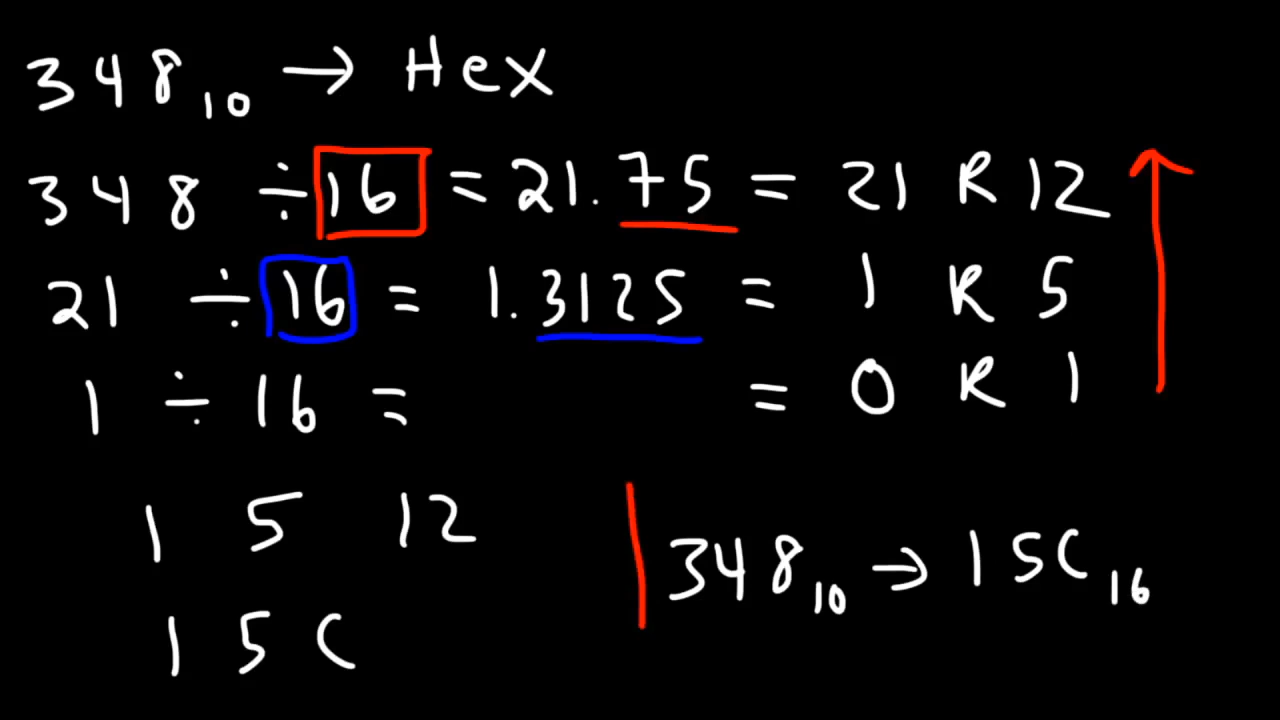 348₁₀ → Hex
348 ÷ 16 = 21.75 = 21 R 12
21 ÷ 16 = 1.3125 = 1 R 5
1 ÷ 16 = = 0 R 1
1 5 12
1 5 C
348₁₀ → 15C₁₆